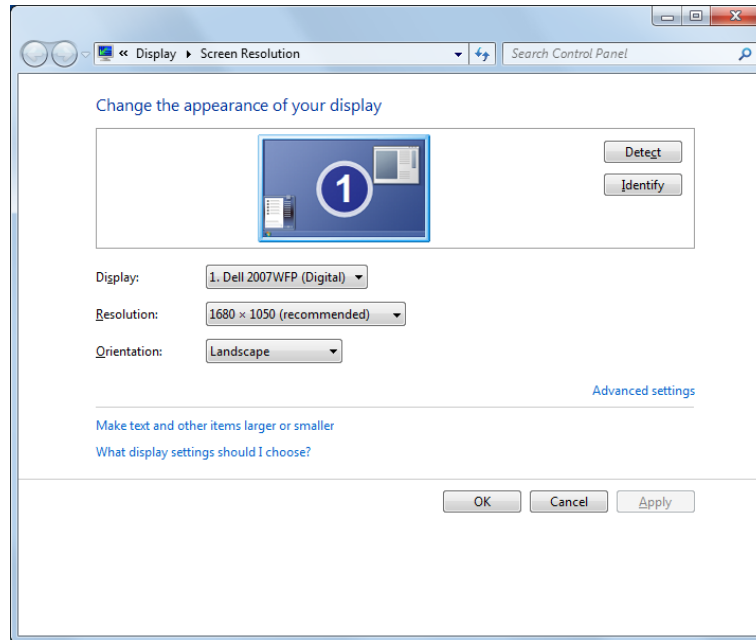 « Display ▸ Screen Resolution
Search Control Panel
Change the appearance of your display
1
Detect
Identify
Display: 1. Dell 2007WFP (Digital)
Resolution: 1680 × 1050 (recommended)
Orientation: Landscape
Advanced settings
Make text and other items larger or smaller
What display settings should I choose?
OK Cancel Apply